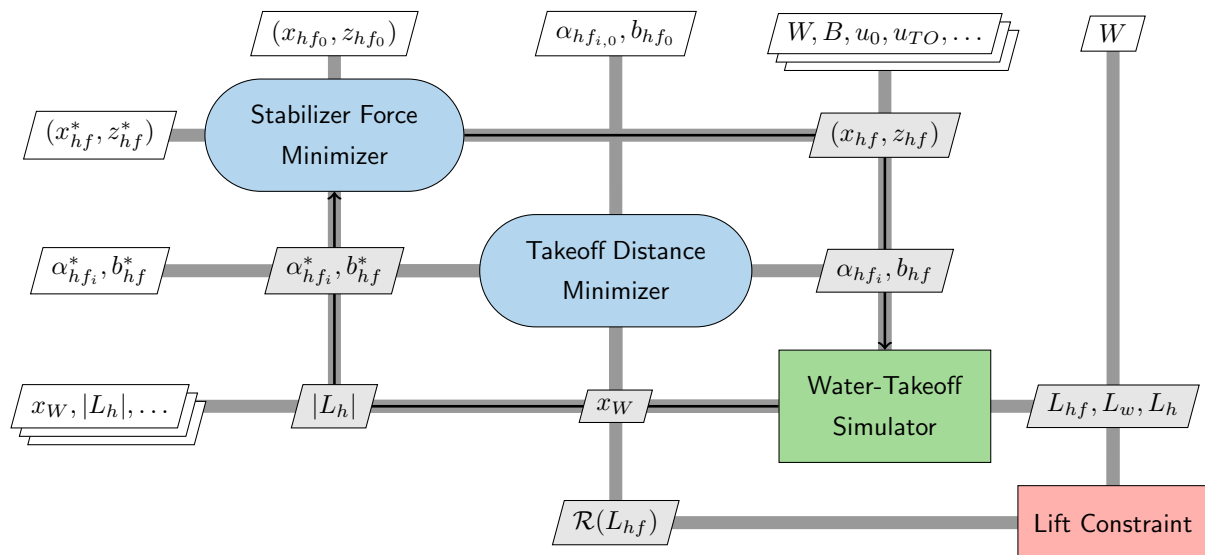 (x_{hf_0}, z_{hf_0})
α_{hf_{i,0}}, b_{hf_0}
W, B, u_0, u_{TO}, ...
W
(x^*_{hf}, z^*_{hf})
Stabilizer Force
Minimizer
(x_{hf}, z_{hf})
α^*_{hf_i}, b^*_{hf}
α^*_{hf_i}, b^*_{hf}
Takeoff Distance
Minimizer
α_{hf_i}, b_{hf}
x_W, |L_h|, ...
|L_h|
x_W
Water-Takeoff
Simulator
L_{hf}, L_w, L_h
ℛ(L_{hf})
Lift Constraint